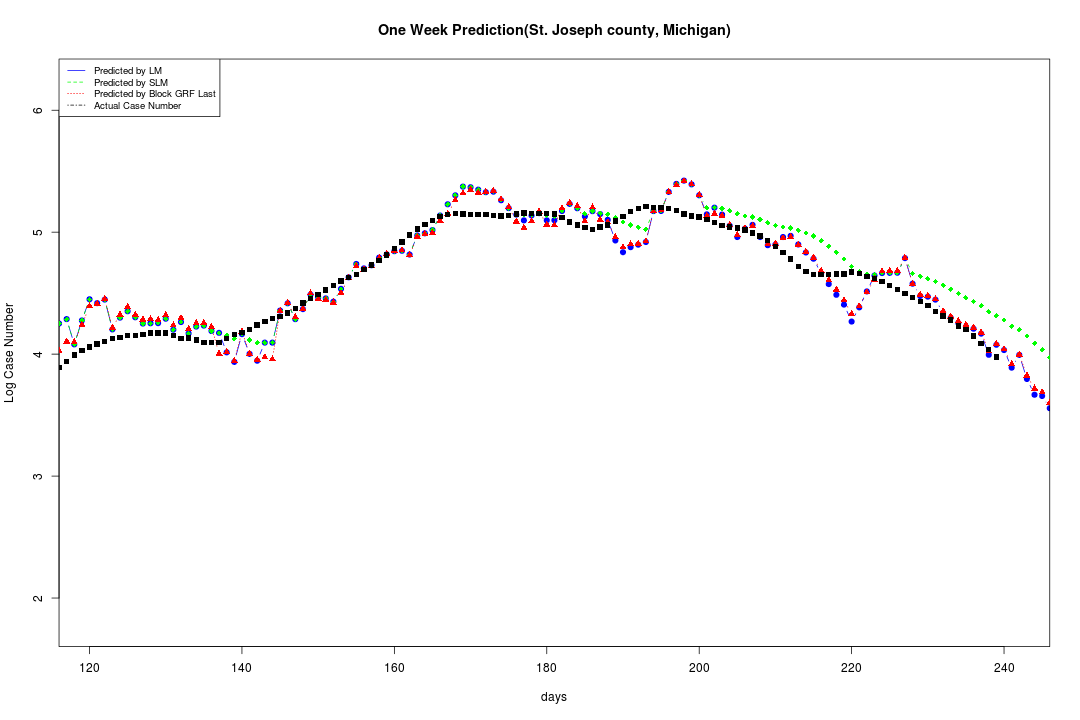 One Week Prediction(St. Joseph county, Michigan)
Predicted by LM
Predicted by SLM
Predicted by Block GRF Last
Actual Case Number
Log Case Number
6
5
4
3
2
120 140 160 180 200 220 240
days